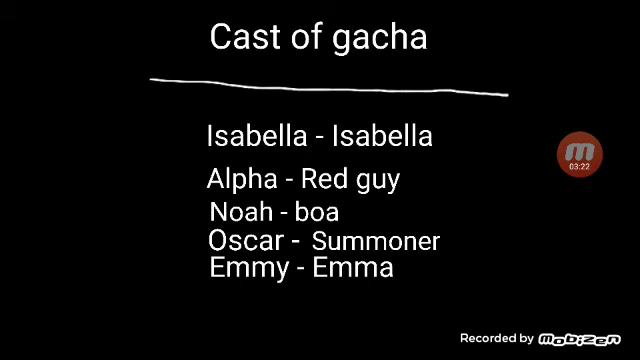 Cast of gacha
Isabella - Isabella
Alpha - Red guy
Noah - boa
Oscar - Summoner
Emmy - Emma
03:22
Recorded by mobizen